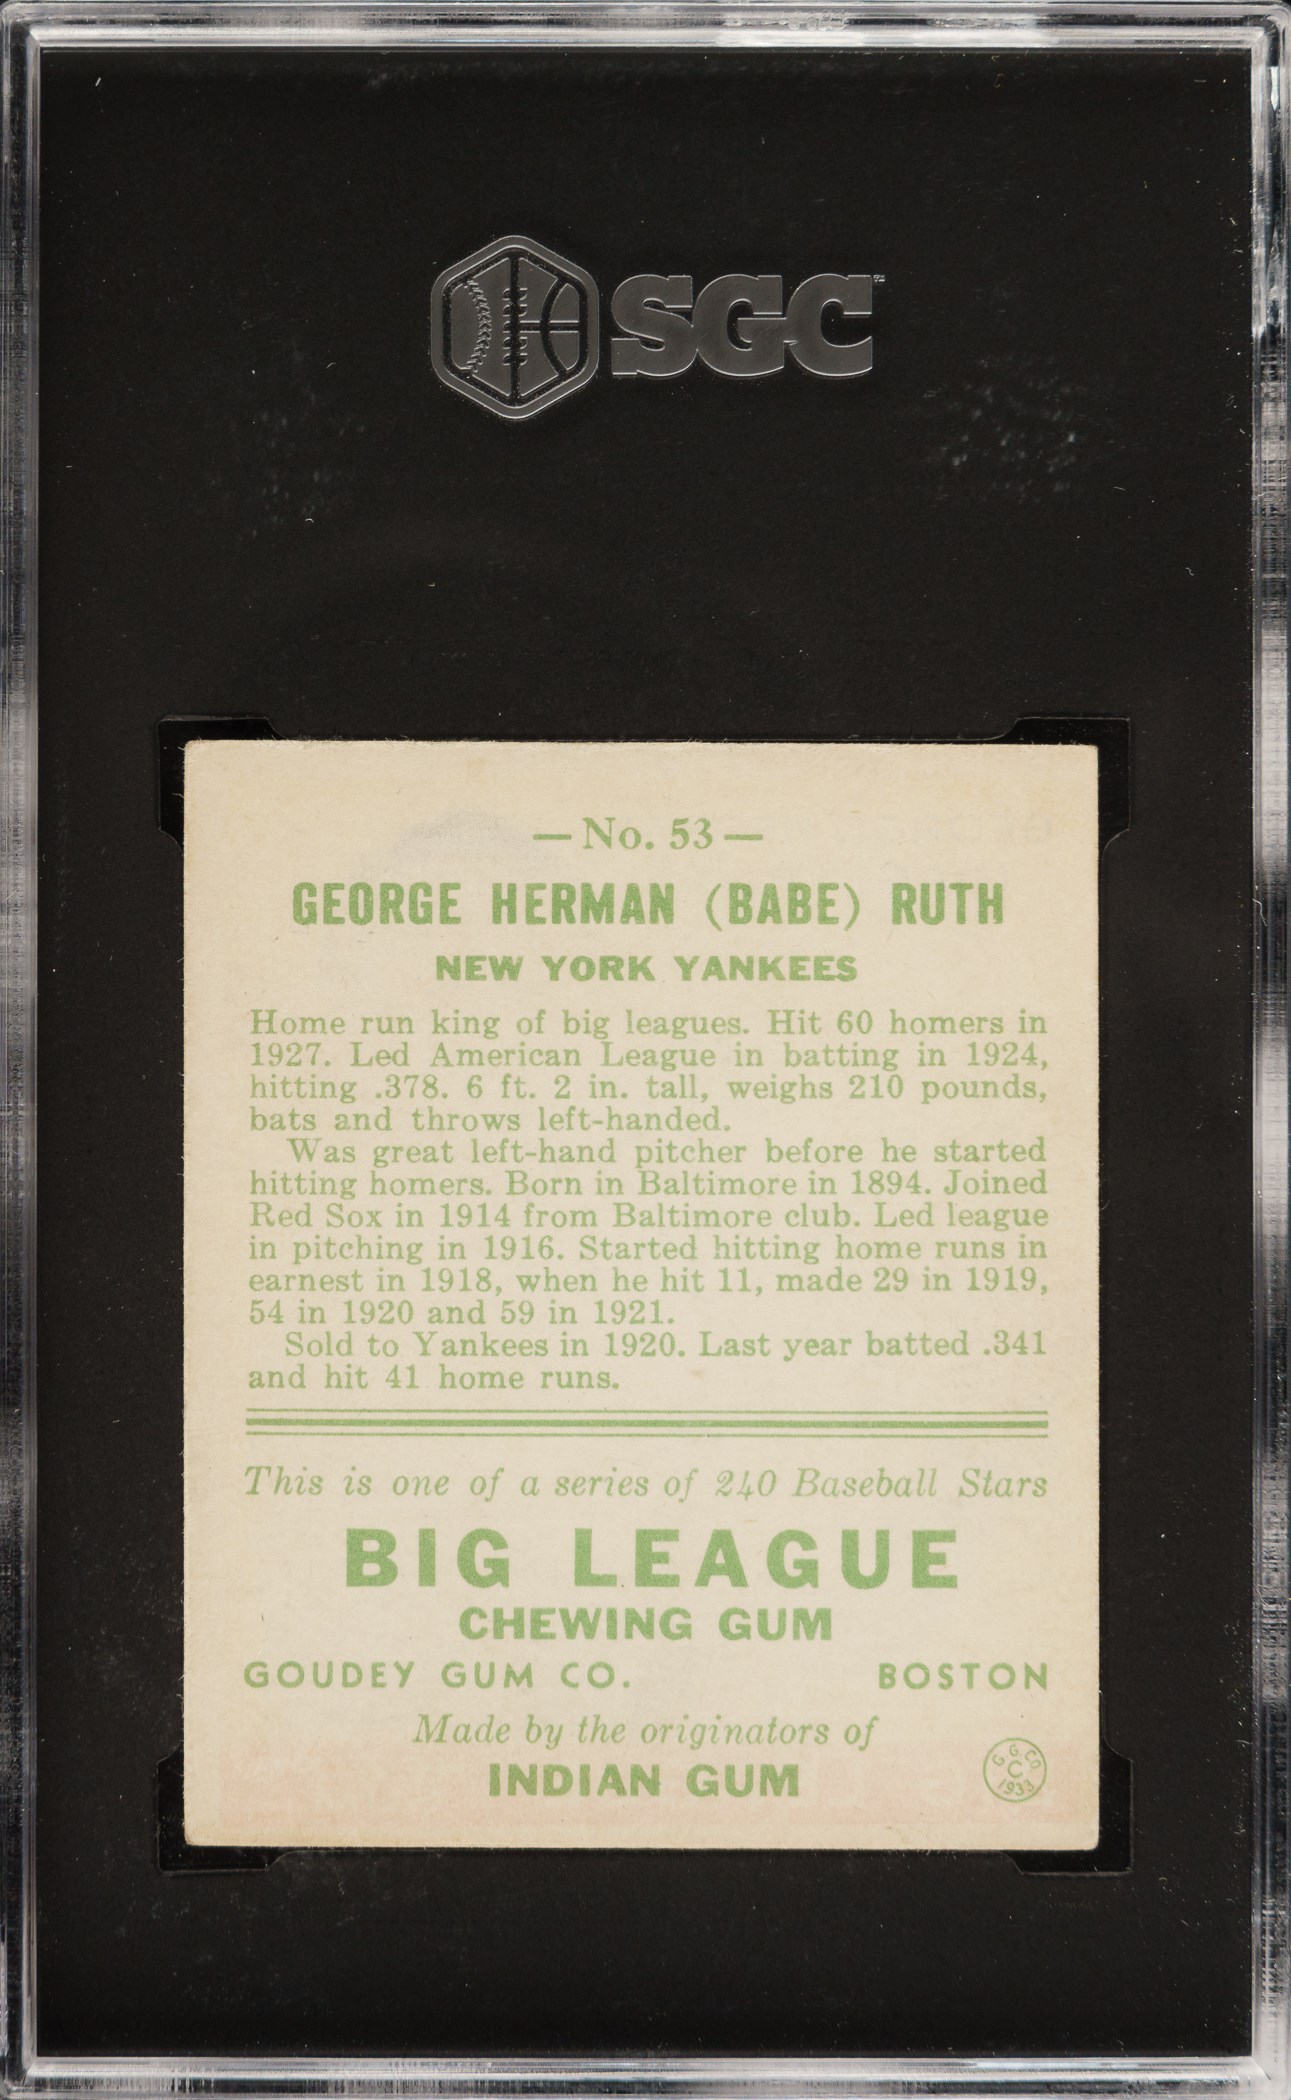 SGC
—No. 53—
GEORGE HERMAN (BABE) RUTH
NEW YORK YANKEES
Home run king of big leagues. Hit 60 homers in
1927. Led American League in batting in 1924,
hitting .378. 6 ft. 2 in. tall, weighs 210 pounds,
bats and throws left-handed.
Was great left-hand pitcher before he started
hitting homers. Born in Baltimore in 1894. Joined
Red Sox in 1914 from Baltimore club. Led league
in pitching in 1916. Started hitting home runs in
earnest in 1918, when he hit 11, made 29 in 1919,
54 in 1920 and 59 in 1921.
Sold to Yankees in 1920. Last year batted .341
and hit 41 home runs.
This is one of a series of 240 Baseball Stars
BIG LEAGUE
CHEWING GUM
GOUDEY GUM CO. BOSTON
Made by the originators of
INDIAN GUM
G.G.CO.
C
1933